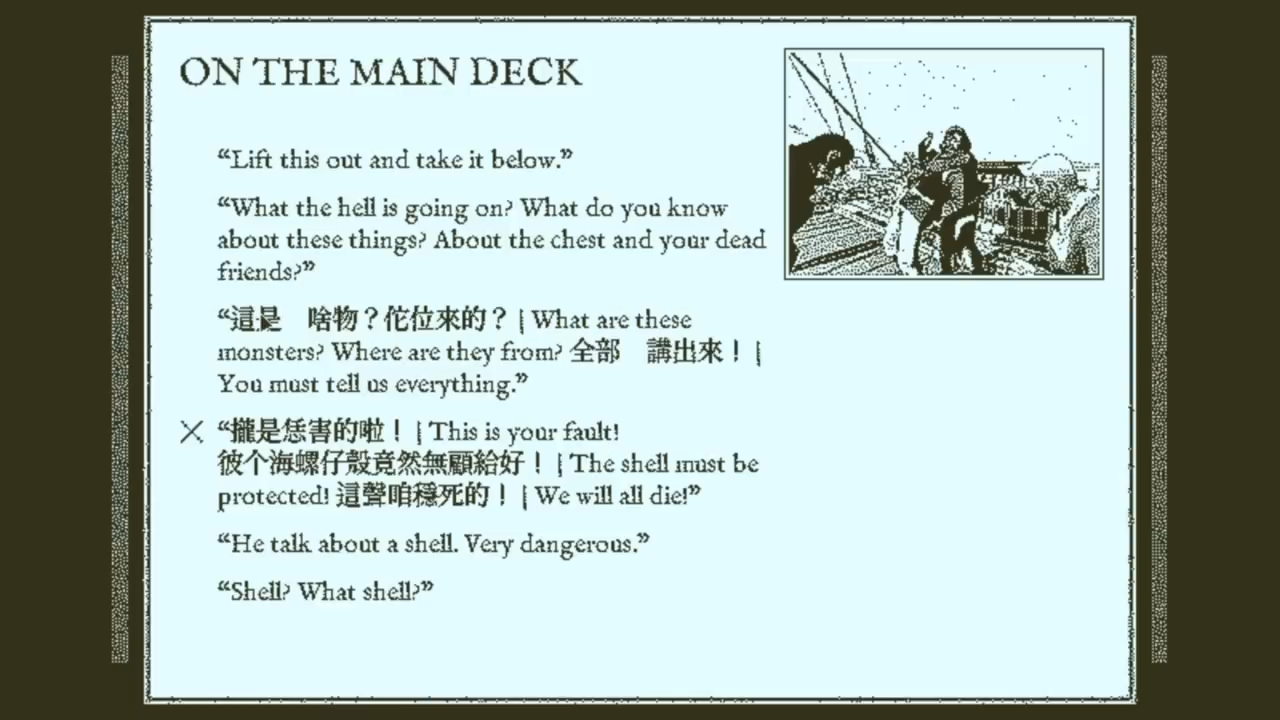 ON THE MAIN DECK
“Lift this out and take it below.”
“What the hell is going on? What do you know
about these things? About the chest and your dead
friends?”
“這是　啥物？佗位來的？ | What are these
monsters? Where are they from? 全部　講出來！ |
You must tell us everything.”
“攏是恁害的啦！ | This is your fault!
彼个海螺仔殼竟然無顧給好！ | The shell must be
protected! 這聲咱穩死的！ | We will all die!”
“He talk about a shell. Very dangerous.”
“Shell? What shell?”